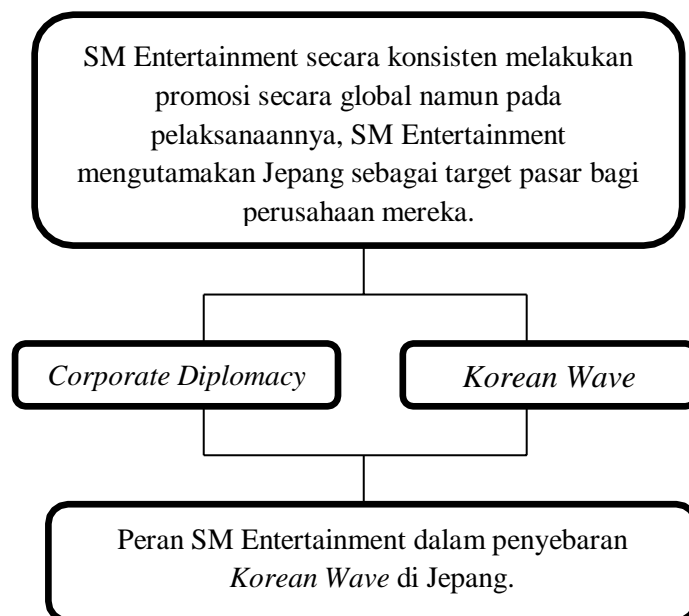 SM Entertainment secara konsisten melakukan
promosi secara global namun pada
pelaksanaannya, SM Entertainment
mengutamakan Jepang sebagai target pasar bagi
perusahaan mereka.
Corporate Diplomacy
Korean Wave
Peran SM Entertainment dalam penyebaran
Korean Wave di Jepang.